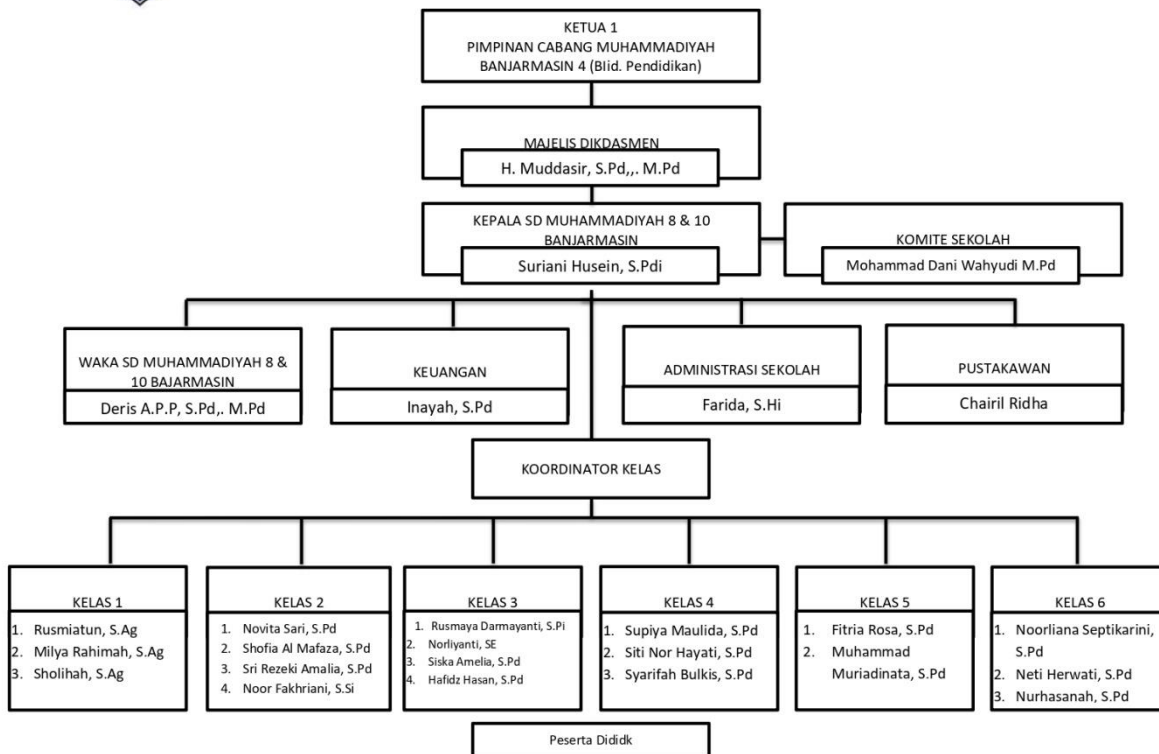 KETUA 1
PIMPINAN CABANG MUHAMMADIYAH
BANJARMASIN 4 (Blid. Pendidikan)
MAJELIS DIKDASMEN
H. Muddasir, S.Pd,,. M.Pd
KEPALA SD MUHAMMADIYAH 8 & 10
BANJARMASIN
Suriani Husein, S.Pdi
KOMITE SEKOLAH
Mohammad Dani Wahyudi M.Pd
WAKA SD MUHAMMADIYAH 8 &
10 BAJARMASIN
Deris A.P.P, S.Pd,. M.Pd
KEUANGAN
Inayah, S.Pd
ADMINISTRASI SEKOLAH
Farida, S.Hi
PUSTAKAWAN
Chairil Ridha
KOORDINATOR KELAS
KELAS 1
1. Rusmiatun, S.Ag
2. Milya Rahimah, S.Ag
3. Sholihah, S.Ag
KELAS 2
1. Novita Sari, S.Pd
2. Shofia Al Mafaza, S.Pd
3. Sri Rezeki Amalia, S.Pd
4. Noor Fakhriani, S.Si
KELAS 3
1. Rusmaya Darmayanti, S.Pi
2. Norliyanti, SE
3. Siska Amelia, S.Pd
4. Hafidz Hasan, S.Pd
KELAS 4
1. Supiya Maulida, S.Pd
2. Siti Nor Hayati, S.Pd
3. Syarifah Bulkis, S.Pd
KELAS 5
1. Fitria Rosa, S.Pd
2. Muhammad
Muriadinata, S.Pd
KELAS 6
1. Noorliana Septikarini,
S.Pd
2. Neti Herwati, S.Pd
3. Nurhasanah, S.Pd
Peserta Dididk